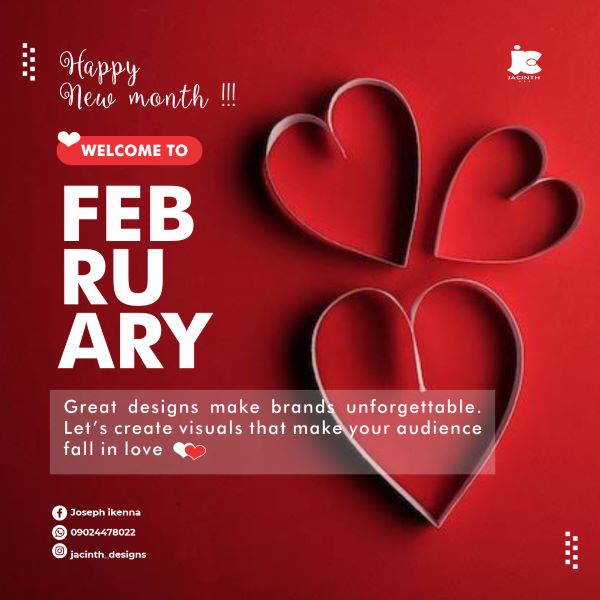 Happy
New month !!!
JACINTH
WELCOME TO
FEB
RU
ARY
Great designs make brands unforgettable.
Let's create visuals that make your audience
fall in love
Joseph ikenna
09024478022
jacinth_designs